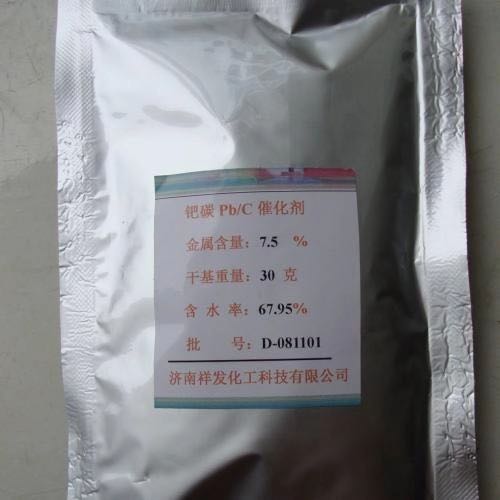 钯碳 Pb/C 催化剂
金属含量：7.5 %
干基重量：30 克
含 水 率：67.95%
批 号：D-081101
济南祥发化工科技有限公司